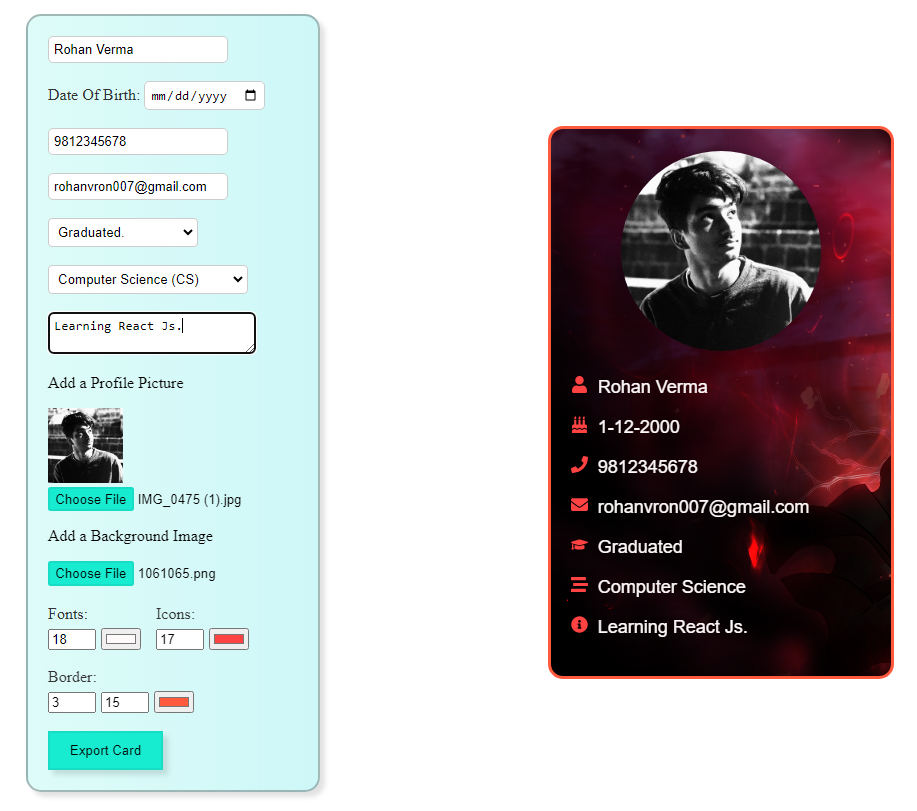 Rohan Verma
Date Of Birth: mm/dd/yyyy
9812345678
rohanvron007@gmail.com
Graduated.
Computer Science (CS)
Learning React Js.
Add a Profile Picture
Choose File IMG_0475 (1).jpg
Add a Background Image
Choose File 1061065.png
Fonts: Icons:
18 17
Border:
3 15
Export Card
Rohan Verma
1-12-2000
9812345678
rohanvron007@gmail.com
Graduated
Computer Science
Learning React Js.